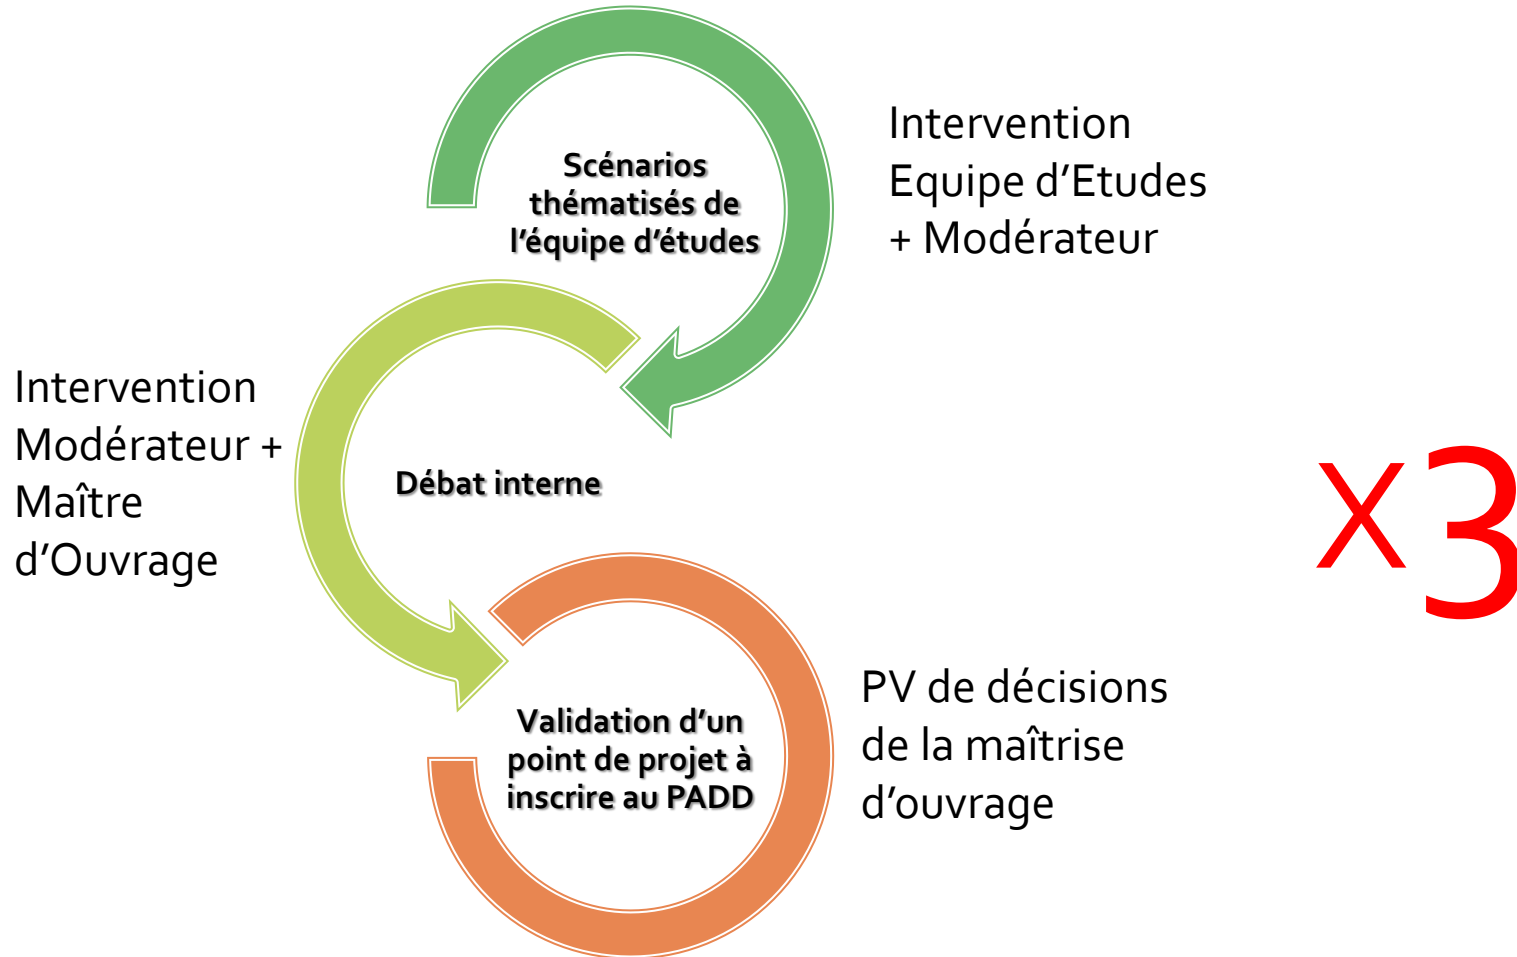 Scénarios
thématisés de
l’équipe d’études
Intervention
Equipe d’Etudes
+ Modérateur
Intervention
Modérateur +
Maître
d’Ouvrage
Débat interne
x3
Validation d’un
point de projet à
inscrire au PADD
PV de décisions
de la maîtrise
d’ouvrage